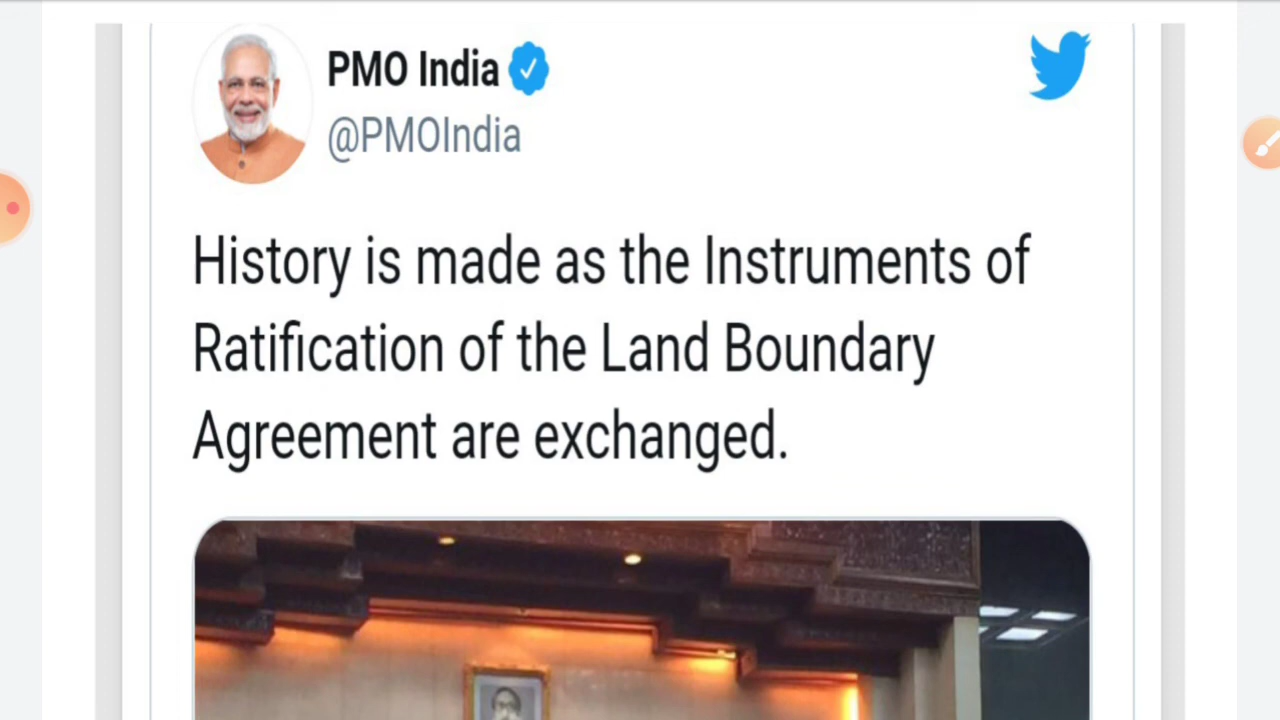 PMO India
@PMOIndia
History is made as the Instruments of
Ratification of the Land Boundary
Agreement are exchanged.